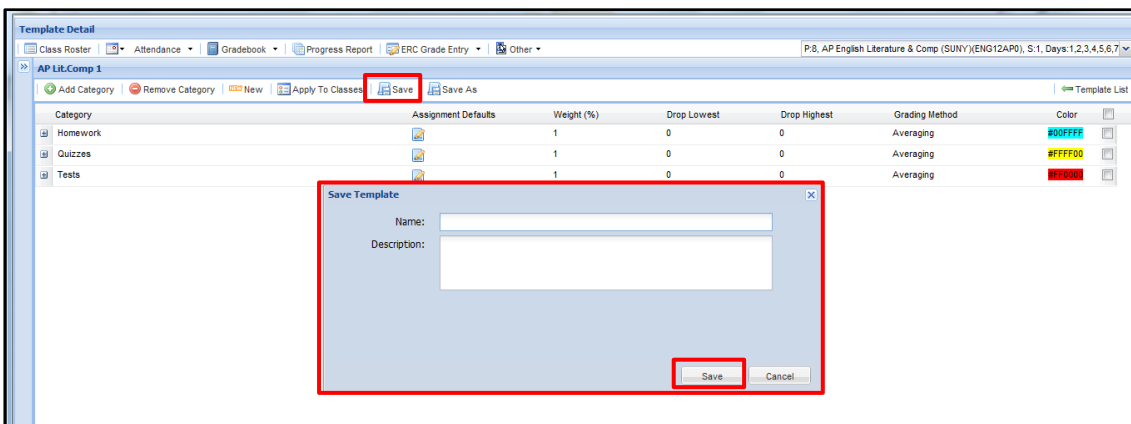 Template Detail
Class Roster Attendance Gradebook Progress Report ERC Grade Entry Other P:8, AP English Literature & Comp (SUNY)(ENG12AP0), S:1, Days:1,2,3,4,5,6,7
AP Lit.Comp 1
Add Category Remove Category New Apply To Classes Save Save As Template List
Category Assignment Defaults Weight (%) Drop Lowest Drop Highest Grading Method Color
Homework 1 0 0 Averaging #00FFFF
Quizzes 1 0 0 Averaging #FFFF00
Tests 1 0 0 Averaging #FF0000
Save Template
Name:
Description:
Save Cancel